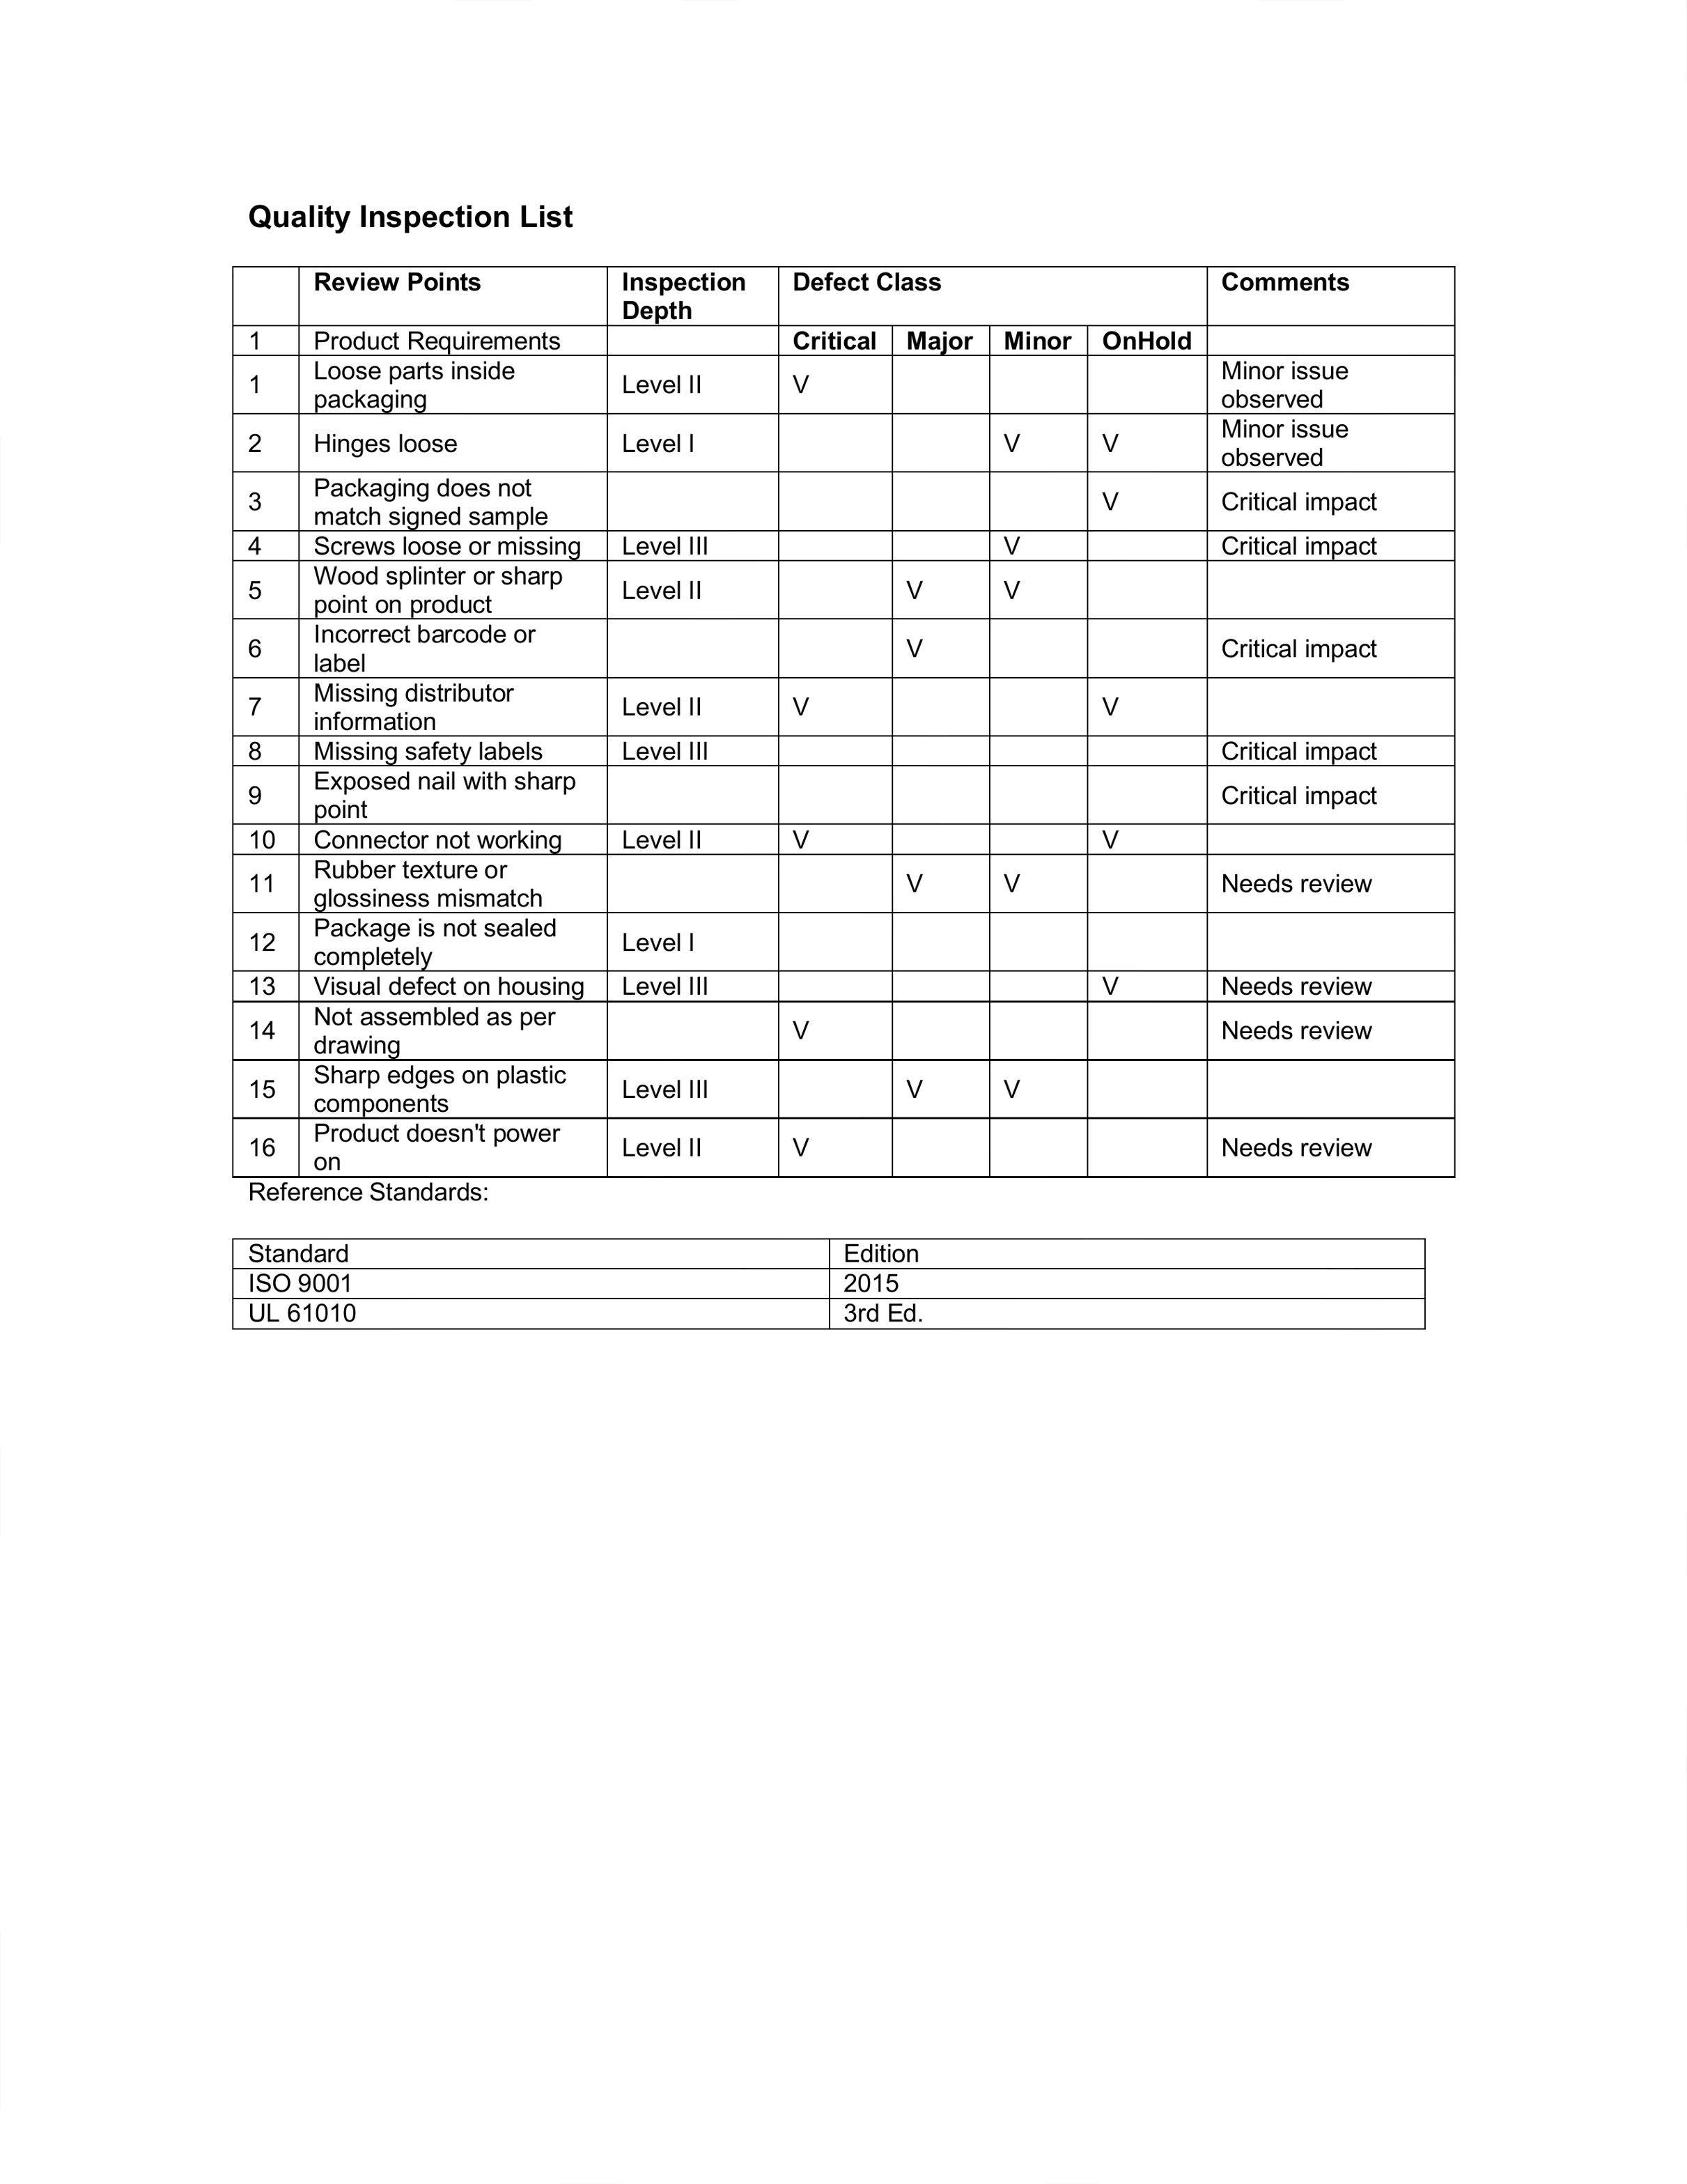 Quality Inspection List
Review Points Inspection Depth Defect Class Comments
1 Product Requirements Critical Major Minor OnHold
1 Loose parts inside packaging Level II V Minor issue observed
2 Hinges loose Level I V V Minor issue observed
3 Packaging does not match signed sample V Critical impact
4 Screws loose or missing Level III V Critical impact
5 Wood splinter or sharp point on product Level II V V
6 Incorrect barcode or label V Critical impact
7 Missing distributor information Level II V V
8 Missing safety labels Level III Critical impact
9 Exposed nail with sharp point Critical impact
10 Connector not working Level II V V
11 Rubber texture or glossiness mismatch V V Needs review
12 Package is not sealed completely Level I
13 Visual defect on housing Level III V Needs review
14 Not assembled as per drawing V Needs review
15 Sharp edges on plastic components Level III V V
16 Product doesn't power on Level II V Needs review
Reference Standards:
Standard Edition
ISO 9001 2015
UL 61010 3rd Ed.